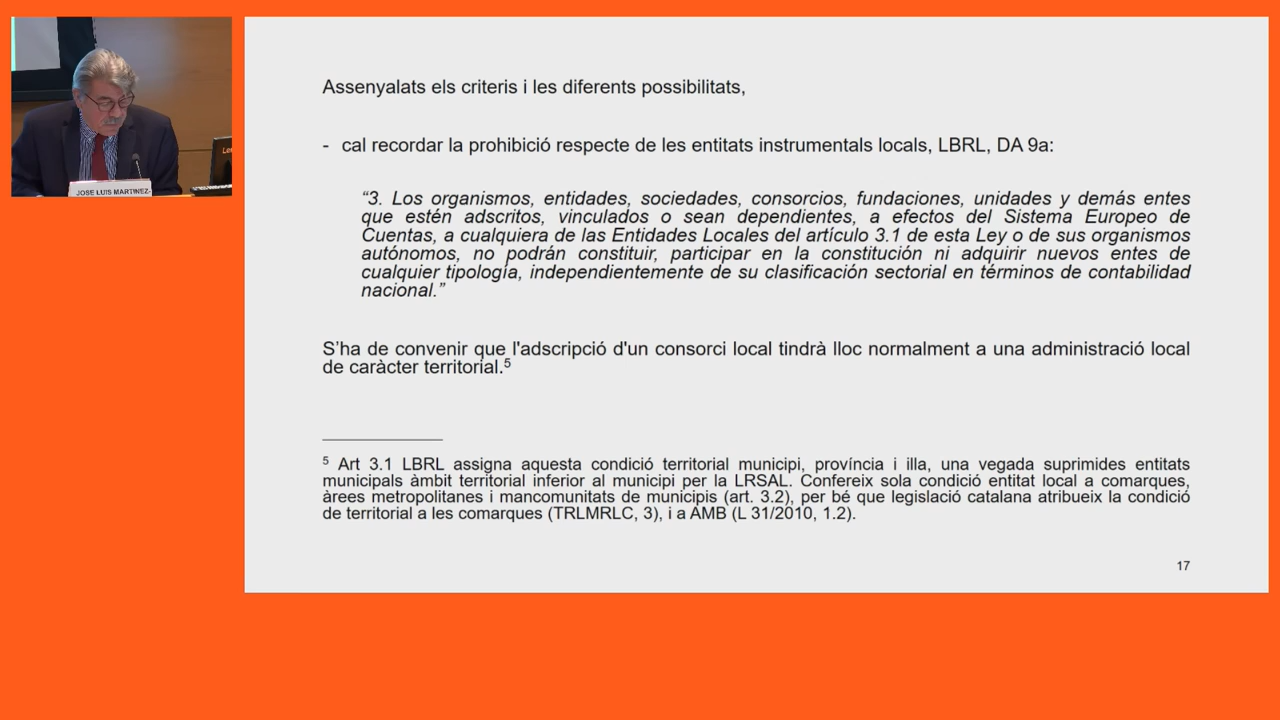 JOSE LUIS MARTINEZ-
Assenyalats els criteris i les diferents possibilitats,
- cal recordar la prohibició respecte de les entitats instrumentals locals, LBRL, DA 9a:
“3. Los organismos, entidades, sociedades, consorcios, fundaciones, unidades y demás entes
que estén adscritos, vinculados o sean dependientes, a efectos del Sistema Europeo de
Cuentas, a cualquiera de las Entidades Locales del artículo 3.1 de esta Ley o de sus organismos
autónomos, no podrán constituir, participar en la constitución ni adquirir nuevos entes de
cualquier tipología, independientemente de su clasificación sectorial en términos de contabilidad
nacional.”
S’ha de convenir que l'adscripció d'un consorci local tindrà lloc normalment a una administració local
de caràcter territorial.⁵
⁵ Art 3.1 LBRL assigna aquesta condició territorial municipi, província i illa, una vegada suprimides entitats
municipals àmbit territorial inferior al municipi per la LRSAL. Confereix sola condició entitat local a comarques,
àrees metropolitanes i mancomunitats de municipis (art. 3.2), per bé que legislació catalana atribueix la condició
de territorial a les comarques (TRLMRLC, 3), i a AMB (L 31/2010, 1.2).
17